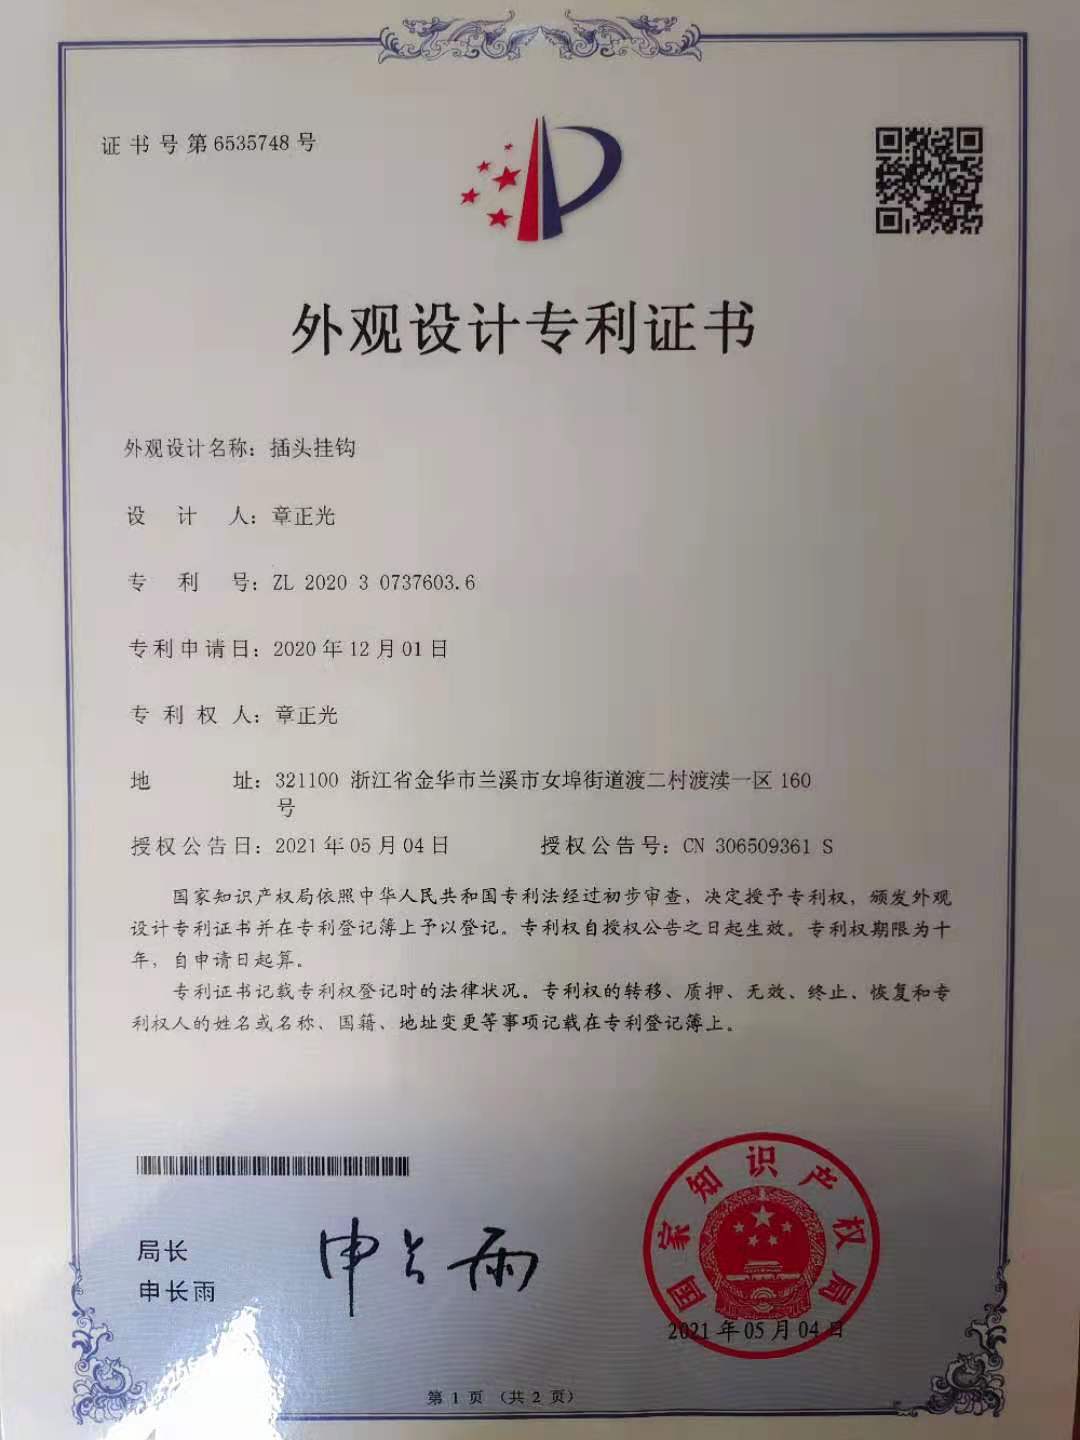 证书号第6535748号
外观设计专利证书
外观设计名称：插头挂钩
设计人：章正光
专利号：ZL 2020 3 0737603.6
专利申请日：2020年12月01日
专利权人：章正光
地址：321100 浙江省金华市兰溪市女埠街道渡二村渡渎一区160
号
授权公告日：2021年05月04日 授权公告号：CN 306509361 S
国家知识产权局依照中华人民共和国专利法经过初步审查，决定授予专利权，颁发外观
设计专利证书并在专利登记簿上予以登记。专利权自授权公告之日起生效。专利权期限为十
年，自申请日起算。
专利证书记载专利权登记时的法律状况。专利权的转移、质押、无效、终止、恢复和专
利权人的姓名或名称、国籍、地址变更等事项记载在专利登记簿上。
局长
申长雨
申长雨
国家知识产权局
2021年05月04日
第1页（共2页）